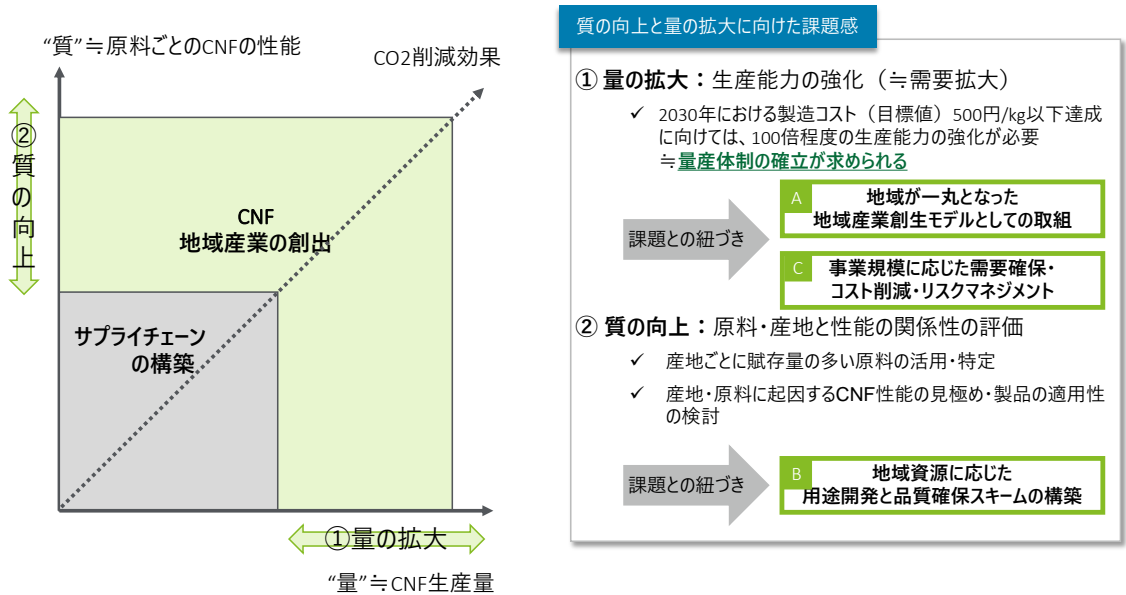 “質”≒原料ごとのCNFの性能
CO2削減効果
②質の向上
CNF
地域産業の創出
サプライチェーン
の構築
①量の拡大
“量”≒CNF生産量
質の向上と量の拡大に向けた課題感
① 量の拡大：生産能力の強化（≒需要拡大）
✓ 2030年における製造コスト（目標値）500円/kg以下達成
に向けては、100倍程度の生産能力の強化が必要
≒量産体制の確立が求められる
課題との紐づき
A
地域が一丸となった
地域産業創生モデルとしての取組
C
事業規模に応じた需要確保・
コスト削減・リスクマネジメント
② 質の向上：原料・産地と性能の関係性の評価
✓ 産地ごとに賦存量の多い原料の活用・特定
✓ 産地・原料に起因するCNF性能の見極め・製品の適用性
の検討
課題との紐づき
B
地域資源に応じた
用途開発と品質確保スキームの構築